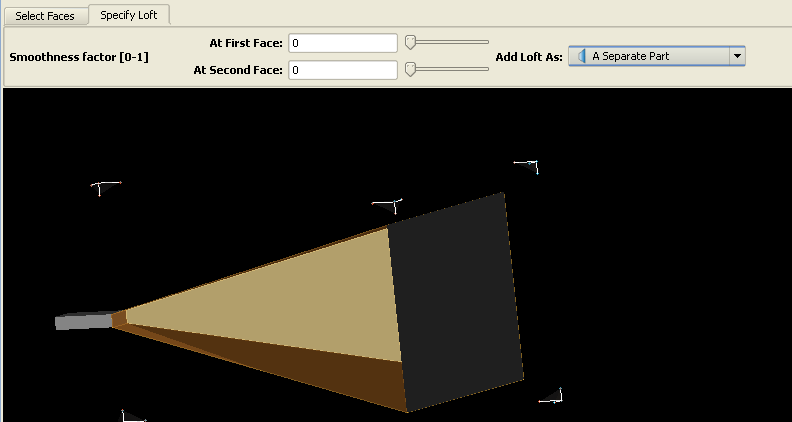 Select Faces
Specify Loft
Smoothness factor [0-1]
At First Face: 0
At Second Face: 0
Add Loft As: A Separate Part